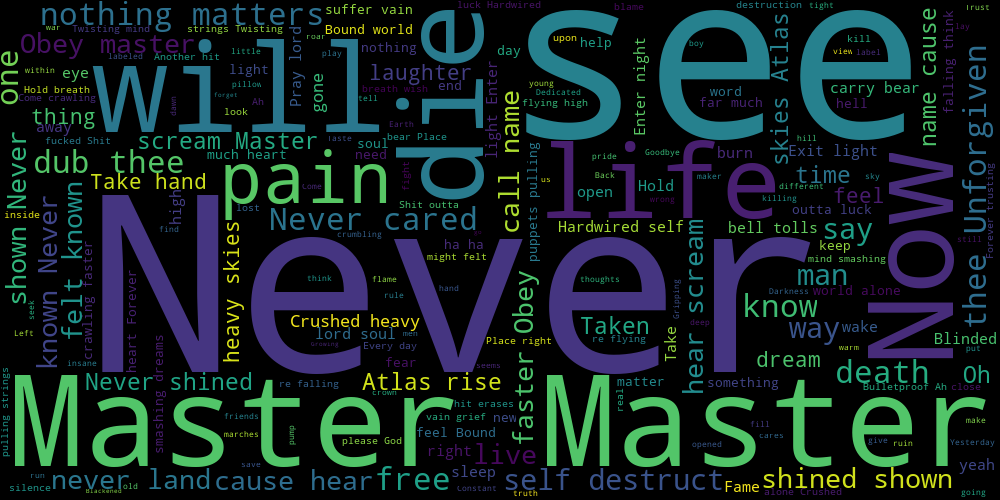 nothing matters
suffer vain
luck Hardwired
destruction tight
Trust
Twisting mind
strings Twisting
Bound world
roar
blame
lay
Obey master
Another hit
nothing
day
upon
help
boy
kill
view
label
one
will
die
see
skies Atlas
name cause
falling think
labeled
little
play
light
Pray lord
laughter
light Enter
flying high
Enter night
word
carry bear
within
eye
pillow
gone
breath wish
end
young
Dedicated
far much
hell
Hold breath
Come crawling
dawn
Ah
tell
forget
look
taste
Earth
thing
away
fucked Shit
scream Master
soul
bear Place
call name
hill
Exit light
thee Unforgiven
shown Never
dub thee
much heart
need
fight
puppets pulling
pride
Goodbye
burn
sky
Take hand
pain
life
time
Back
us
maker
different
killing
open
Hold
feel
Now
inside
felt known
known Never
high
lost
Lome
Shit outta
wrong
outta luck
Never cared
Hardwired self
bell tolls
say
keep
find
crumbling
ha ha
might felt
mind smashing
still
Forever trusting
heavy skies
Never
hear scream
man
crawling faster
heart Forever
think
flame
thoughts
Darkness
world alone
seek
rule
hand
Gripping
know
Crushed heavy
faster Obey
Taken
way
wake
Left
lord soul
men
re flying
Take
deep
Blinded
Growing
Every day
Place right
warm
put
insane
smashing dreams
fear
seems
dream
death
Oh
pulling strings
Never shined
re falling
Atlas rise
matter
something
Bulletproof Ah
close
crown
real
Master
Master
friends
hit erases
fill
make
marches
pump
vain grief
new
cares
give
ruin
Yesterday
please God
feel Bound
opened
silence
save
right
live
yeah
run
never land
cause hear
free
sleep
self destruct
Fame
shined shown
Blackened
old
Constant
truth
alone Crushed
going
war